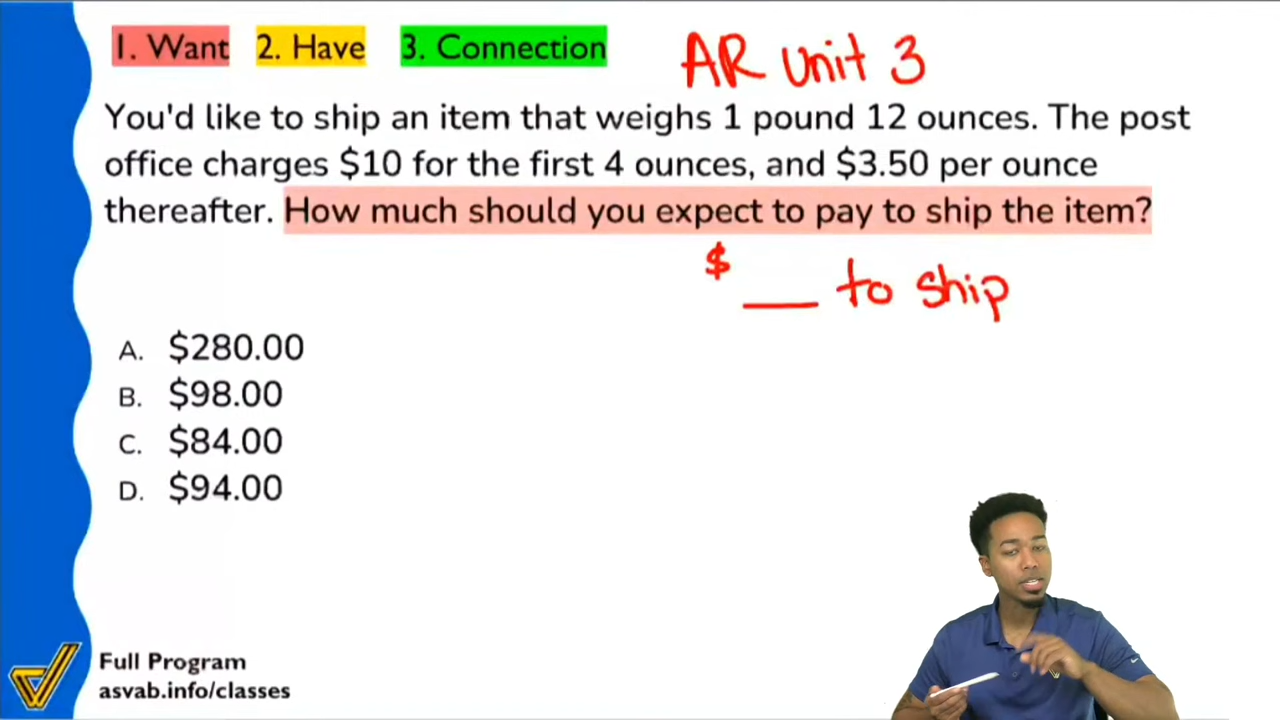 1. Want 2. Have 3. Connection AR Unit 3
You'd like to ship an item that weighs 1 pound 12 ounces. The post
office charges $10 for the first 4 ounces, and $3.50 per ounce
thereafter. How much should you expect to pay to ship the item?
$ __ to ship
A. $280.00
B. $98.00
C. $84.00
D. $94.00
Full Program
asvab.info/classes